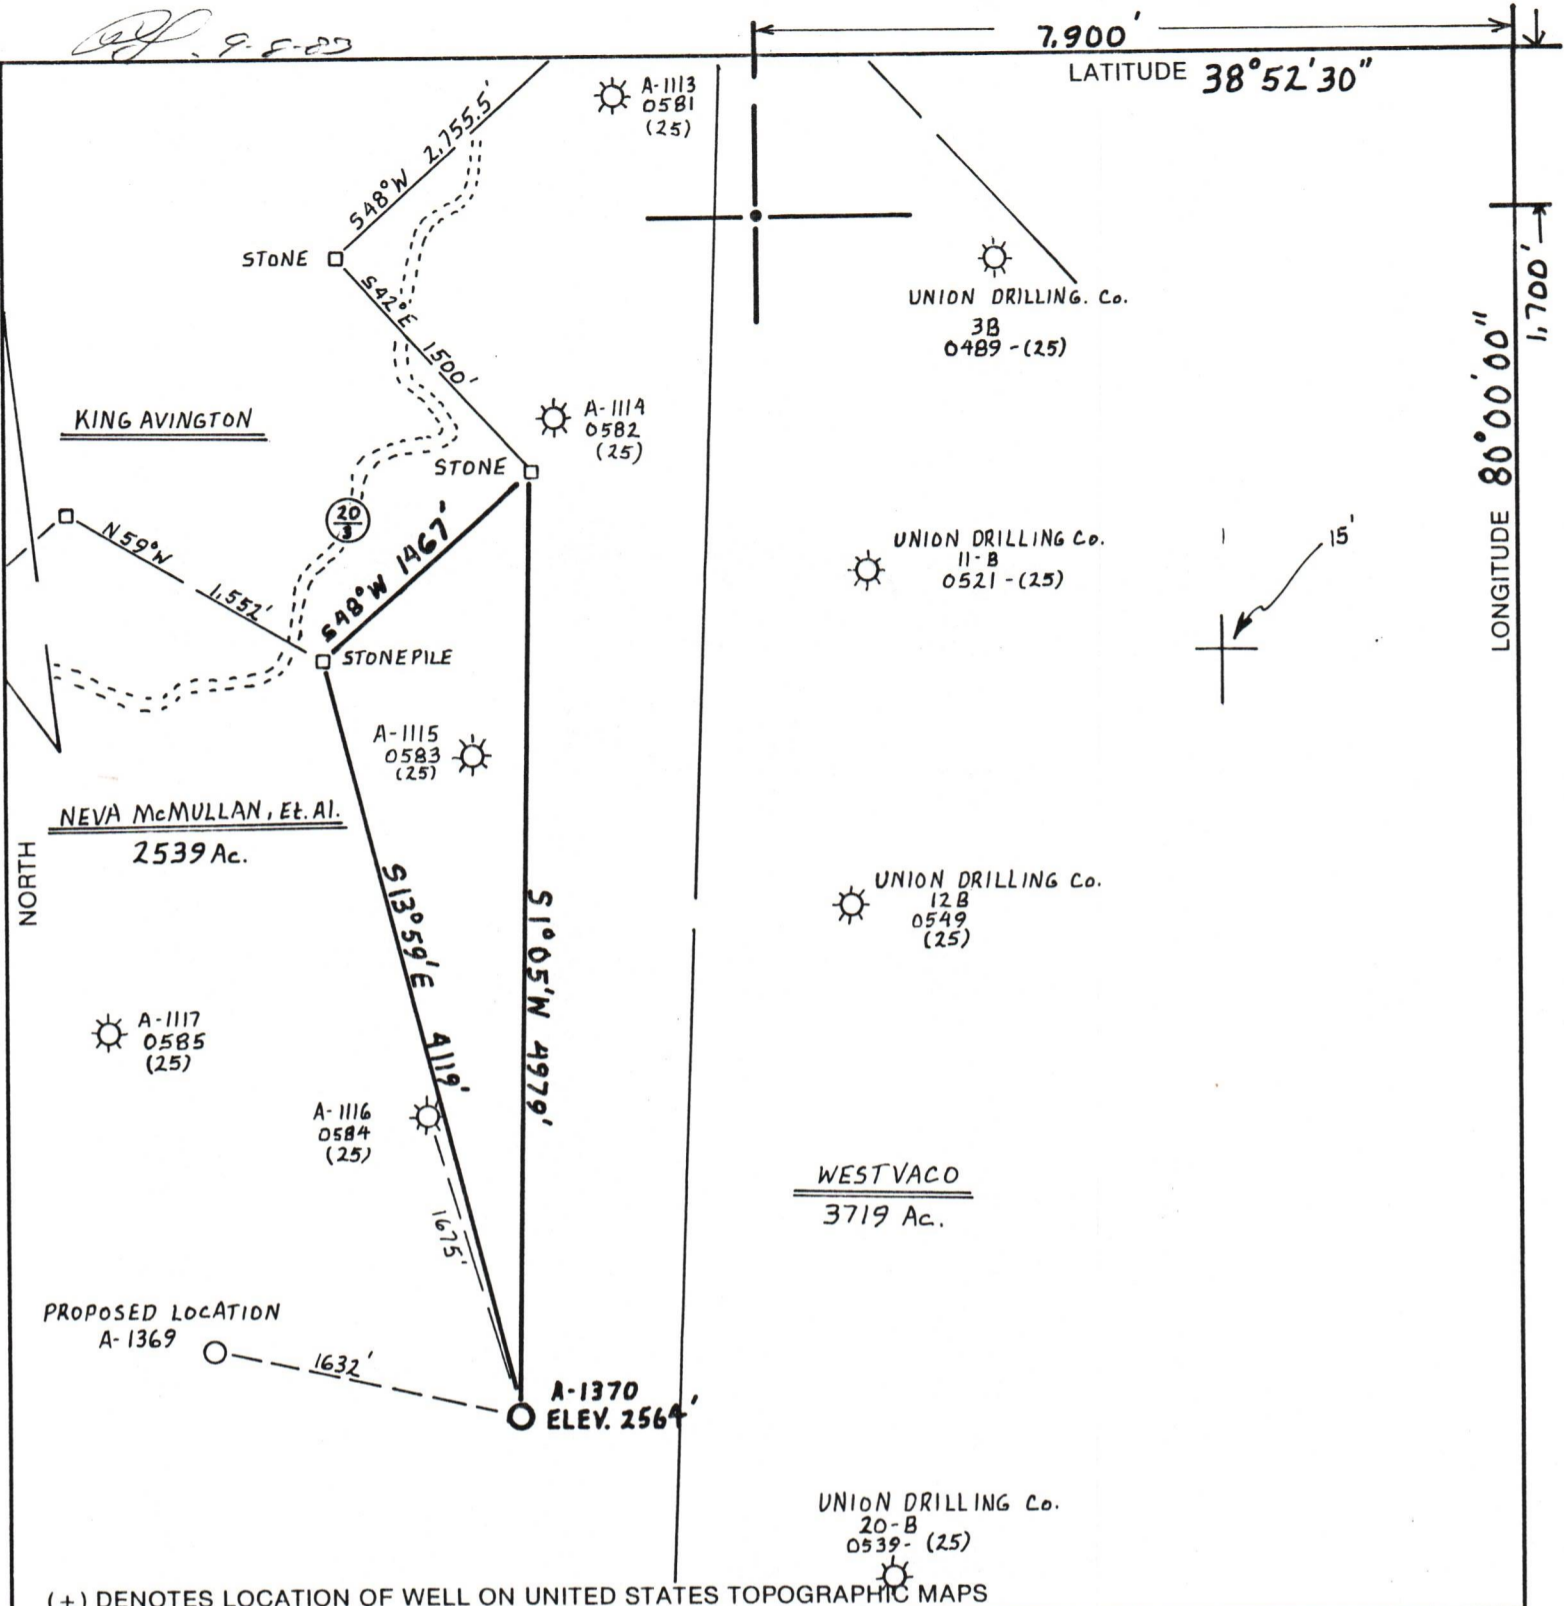 9-8-83
7,900'
LATITUDE 38°52'30"
A-1113
0581
(25)
S48°W 2,755.5'
STONE
S42°E 1500'
UNION DRILLING. Co.
3B
0489-(25)
1,700'
LONGITUDE 80°00'00"
KING AVINGTON
A-1114
0582
(25)
STONE
20
3
N59°W 1,552'
S48°W 1467'
UNION DRILLING Co.
11-B
0521-(25)
15'
STONEPILE
A-1115
0583
(25)
NEVA McMULLAN, Et. Al.
2539 Ac.
NORTH
S13°59'E 4119'
S1°05'W 4979'
UNION DRILLING Co.
12B
0549
(25)
A-1117
0585
(25)
A-1116
0584
(25)
1675'
WESTVACO
3719 Ac.
PROPOSED LOCATION
A-1369
1632'
A-1370
ELEV. 2564'
UNION DRILLING Co.
20-B
0539- (25)
(+) DENOTES LOCATION OF WELL ON UNITED STATES TOPOGRAPHIC MAPS